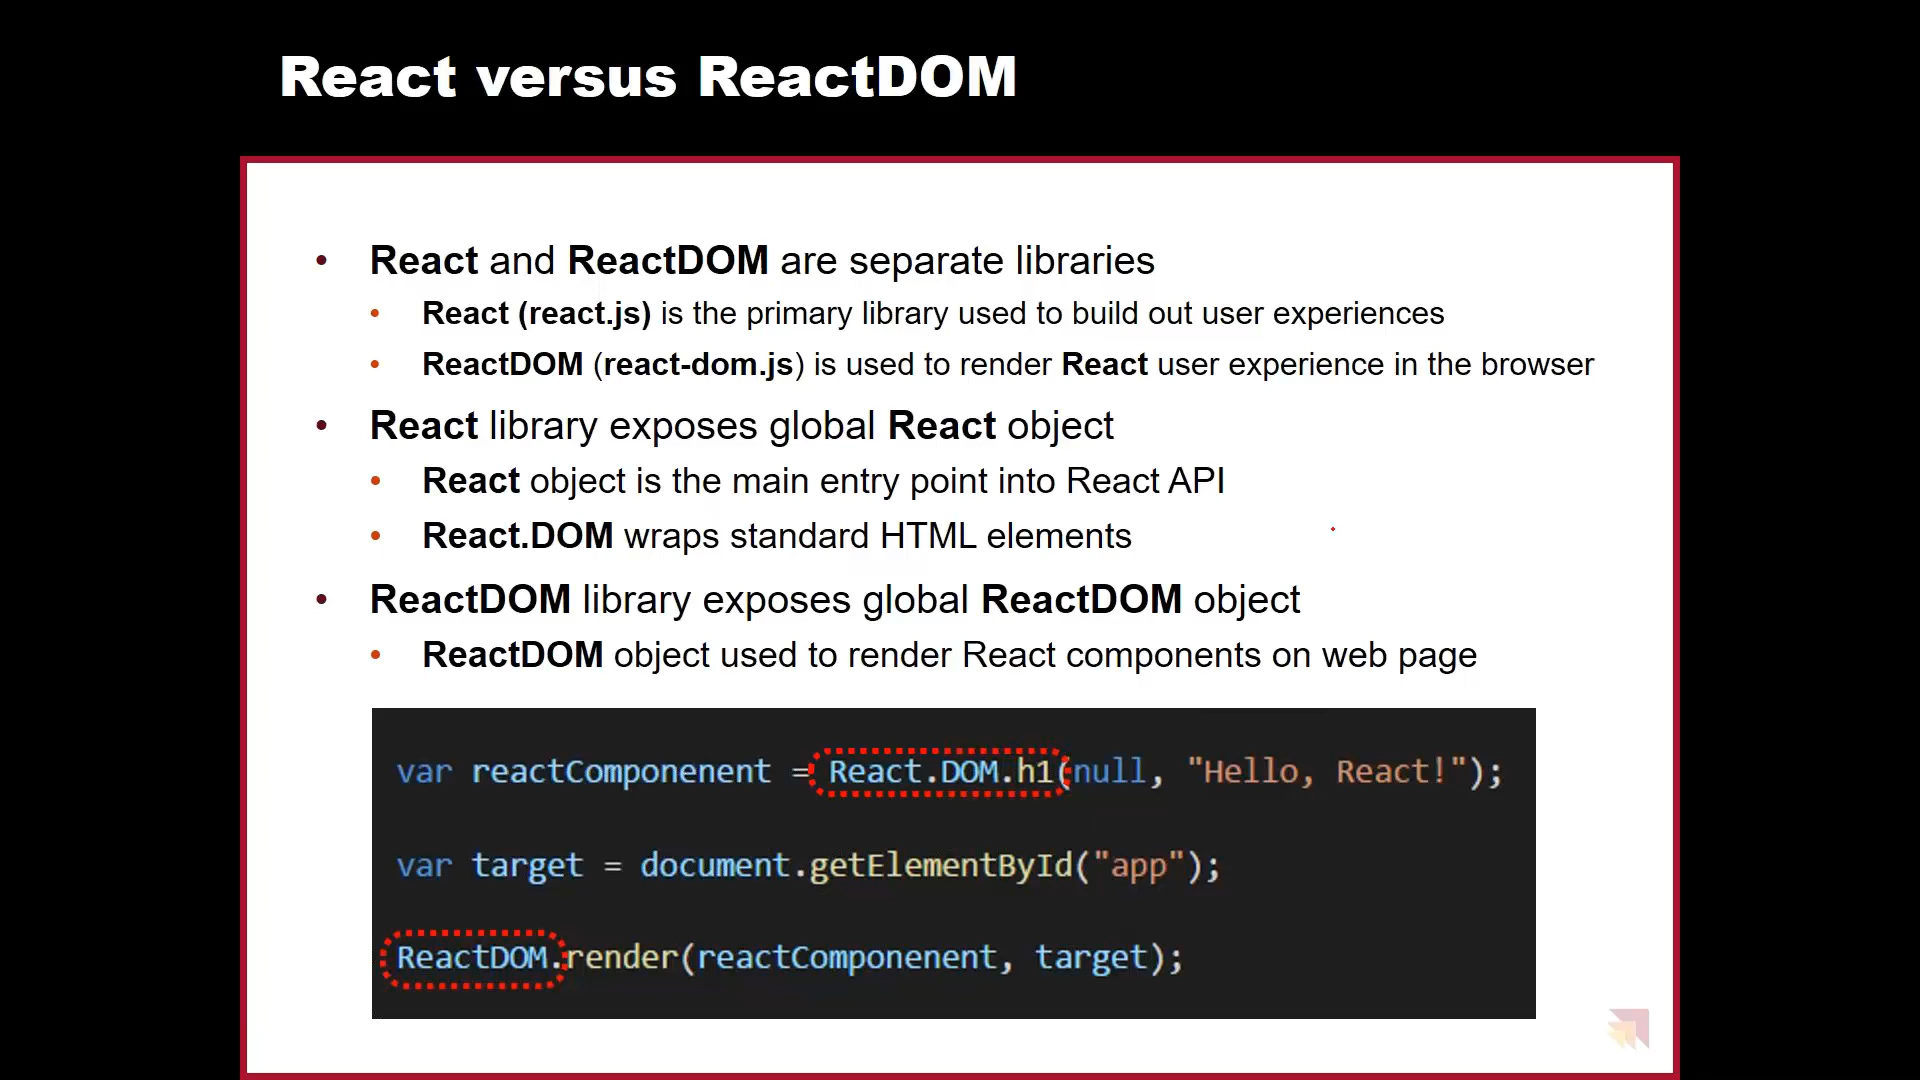 React versus ReactDOM
• React and ReactDOM are separate libraries
• React (react.js) is the primary library used to build out user experiences
• ReactDOM (react-dom.js) is used to render React user experience in the browser
• React library exposes global React object
• React object is the main entry point into React API
• React.DOM wraps standard HTML elements
• ReactDOM library exposes global ReactDOM object
• ReactDOM object used to render React components on web page
var reactComponenent = React.DOM.h1(null, "Hello, React!");
var target = document.getElementById("app");
ReactDOM.render(reactComponenent, target);